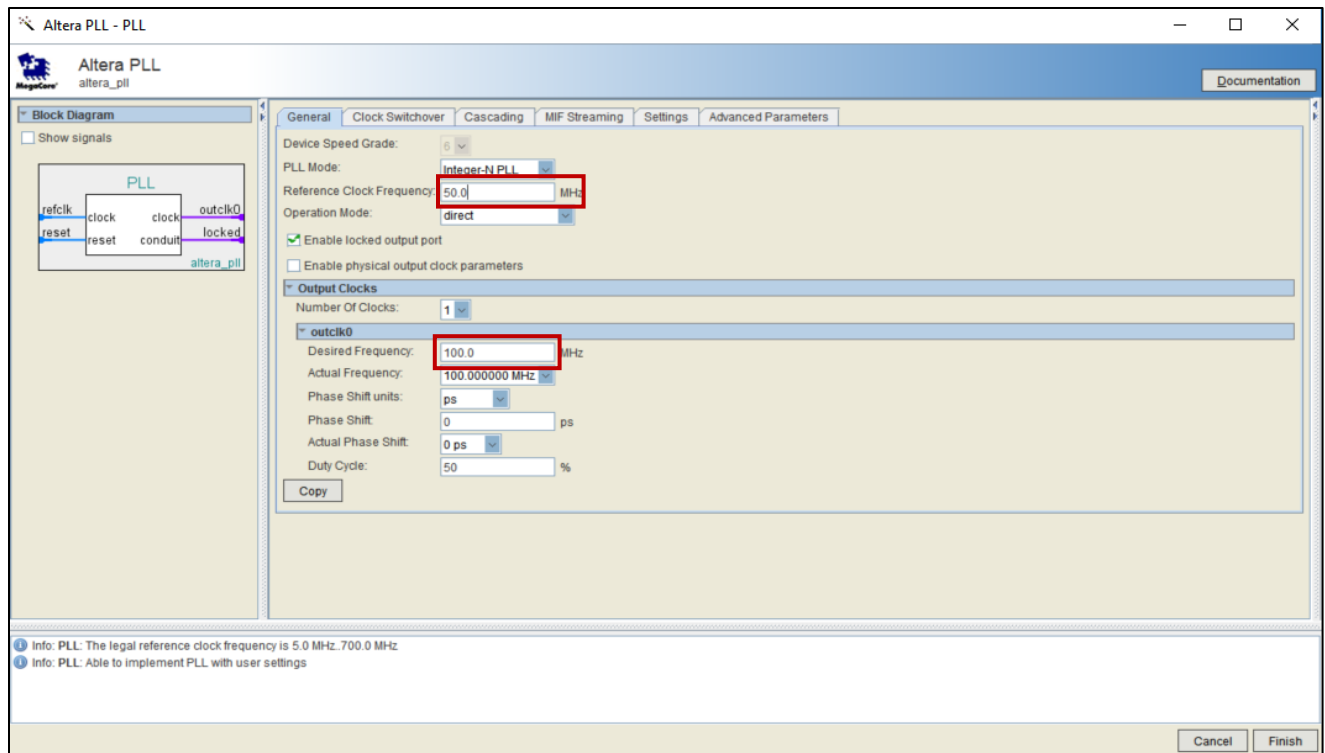 Altera PLL - PLL
MegaCore®
Altera PLL
altera_pll
Documentation
Block Diagram
Show signals
PLL
refclk
clock
clock
outclk0
reset
reset
conduit
locked
altera_pll
General Clock Switchover Cascading MIF Streaming Settings Advanced Parameters
Device Speed Grade: 6
PLL Mode: Integer-N PLL
Reference Clock Frequency: 50.0 MHz
Operation Mode: direct
Enable locked output port
Enable physical output clock parameters
Output Clocks
Number Of Clocks: 1
outclk0
Desired Frequency: 100.0 MHz
Actual Frequency: 100.000000 MHz
Phase Shift units: ps
Phase Shift: 0 ps
Actual Phase Shift: 0 ps
Duty Cycle: 50 %
Copy
Info: PLL: The legal reference clock frequency is 5.0 MHz..700.0 MHz
Info: PLL: Able to implement PLL with user settings
Cancel Finish